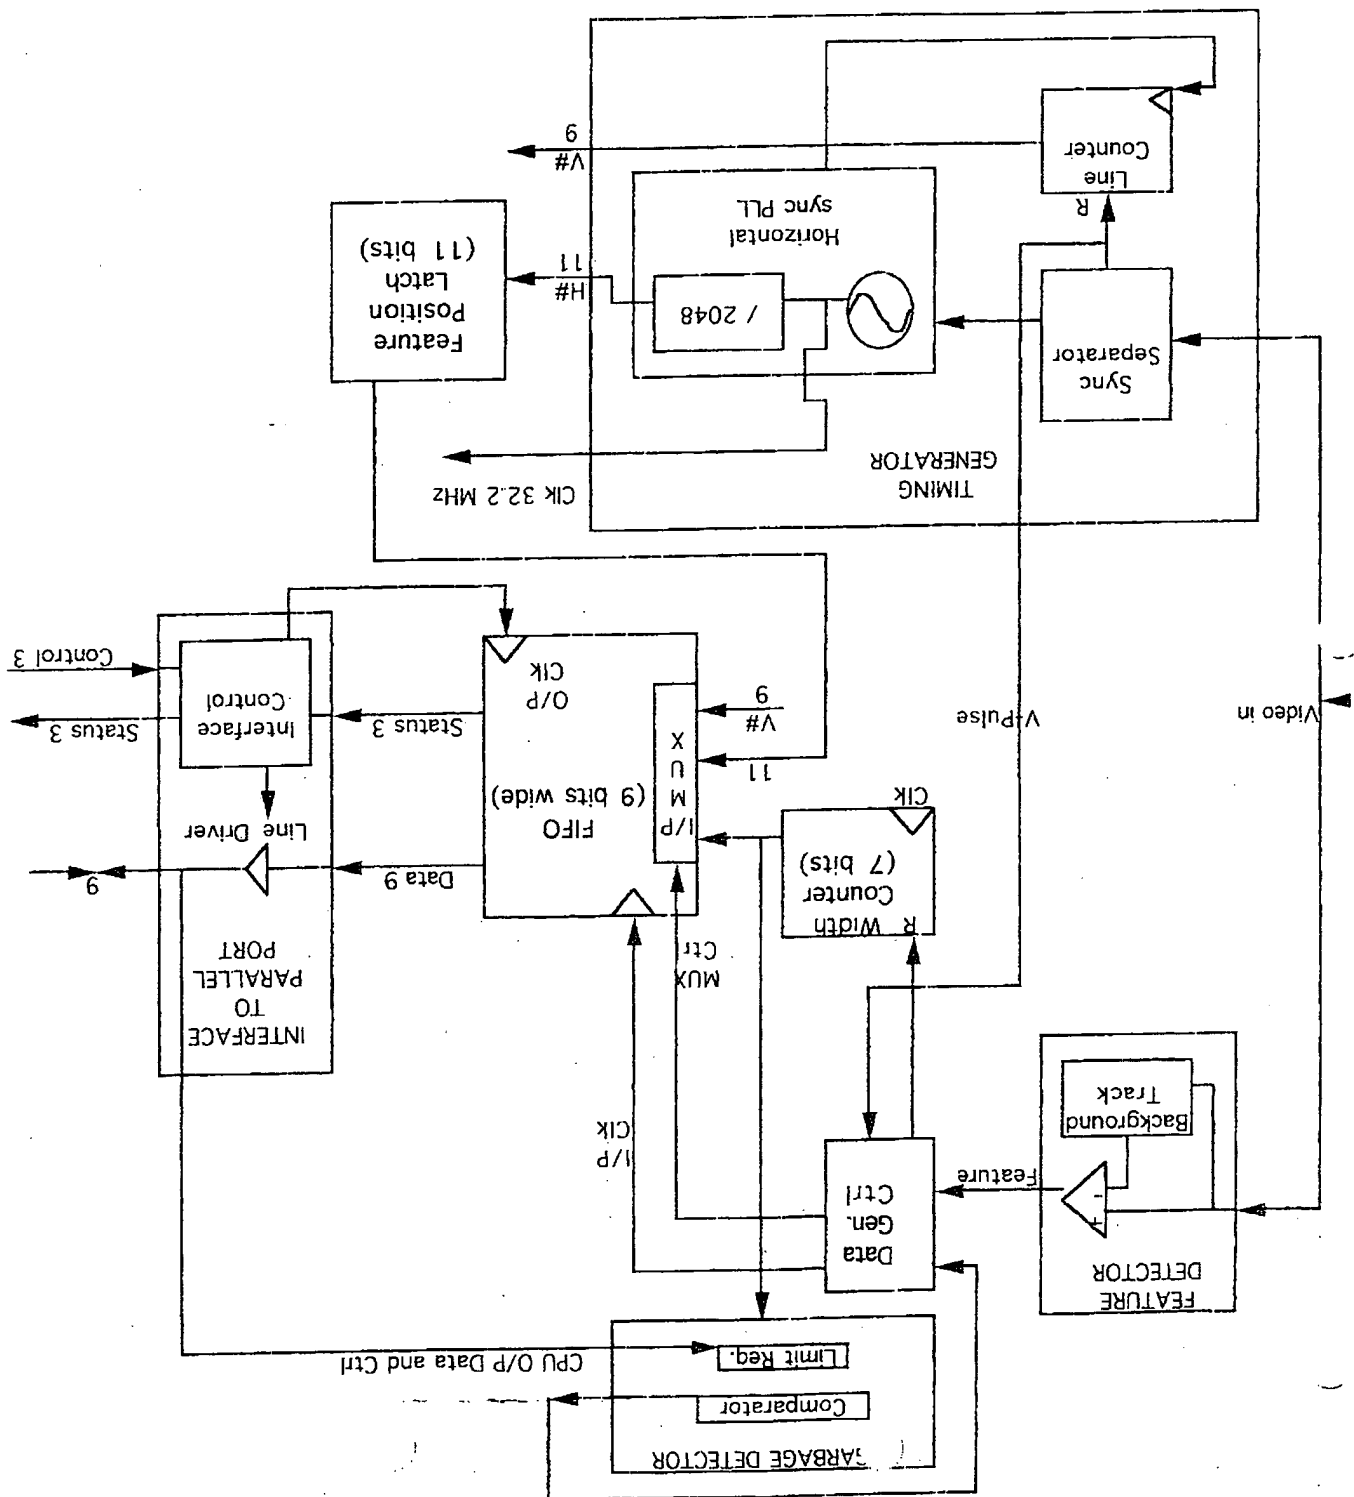 GARBAGE DETECTOR
Comparator
Limit Reg.
CPU O/P Data and Ctrl
FEATURE
DETECTOR
+
-
Background
Track
Feature
Data
Gen.
Ctrl
I/P
Clk
MUX
Ctr
INTERFACE
TO
PARALLEL
PORT
R Width
Counter
(7 bits)
Clk
I/P
M
U
X
FIFO
(9 bits wide)
O/P
Clk
Data 9
Line Driver
9
Status 3
Interface
Control
Status 3
Control 3
11
V#
9
Video in
V-Pulse
TIMING
GENERATOR
Clk 32.2 MHz
Sync
Separator
/ 2048
Horizontal
sync PLL
H#
11
Feature
Position
Latch
(11 bits)
R
Line
Counter
V#
9